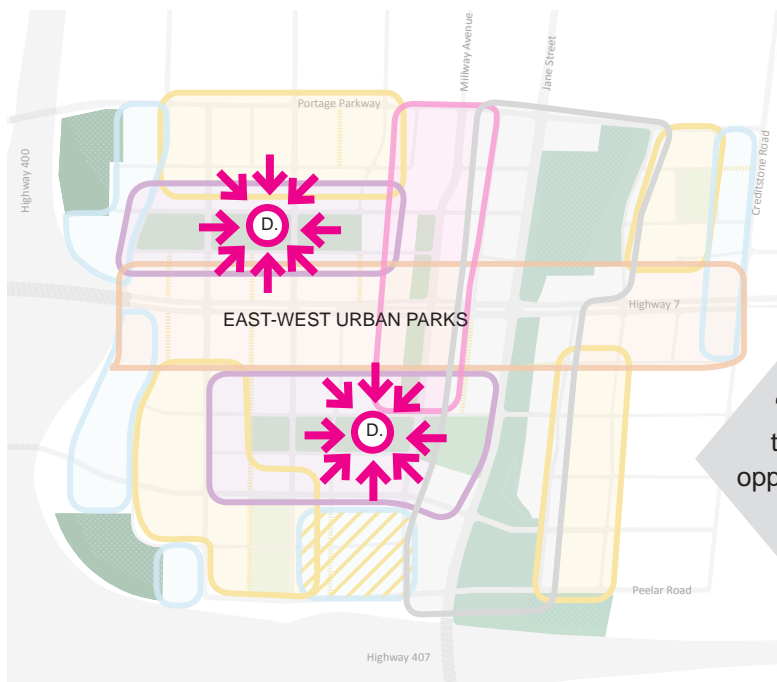 Millway Avenue
Jane Street
Portage Parkway
Highway 400
Creditstone Road
D.
Highway 7
EAST-WEST URBAN PARKS
D.
opp
Peelar Road
Highway 407